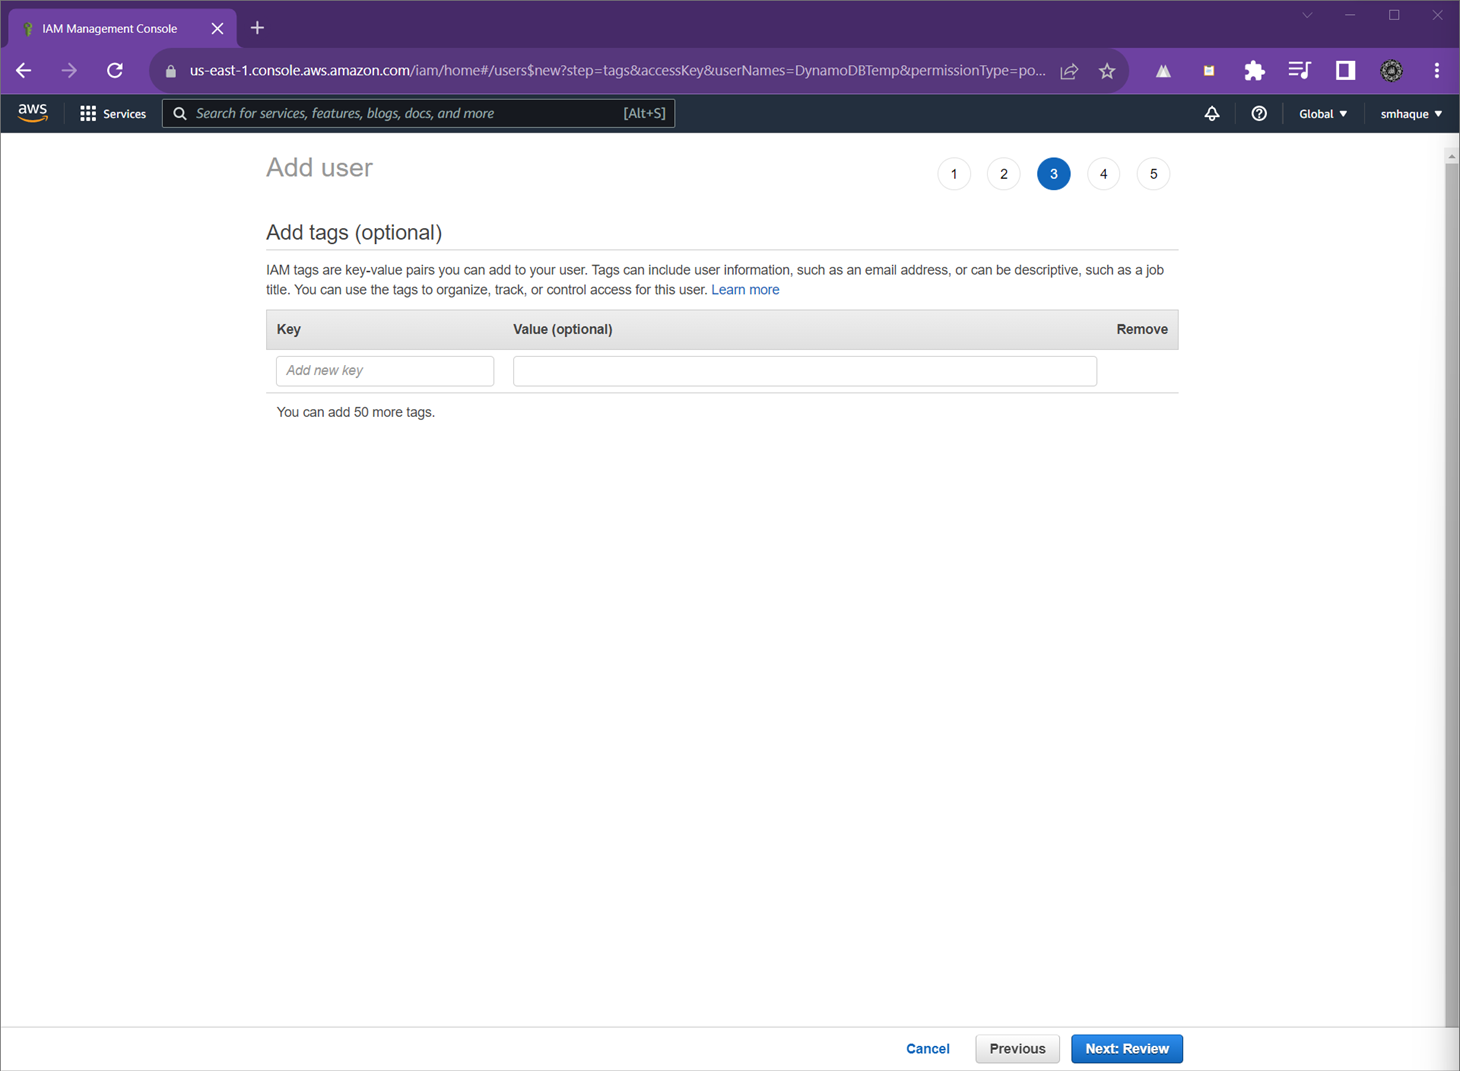 IAM Management Console
us-east-1.console.aws.amazon.com/iam/home#/users$new?step=tags&accessKey&userNames=DynamoDBTemp&permissionType=po...
aws
Services
Search for services, features, blogs, docs, and more
[Alt+S]
Global
smhaque
Add user
1
2
3
4
5
Add tags (optional)
IAM tags are key-value pairs you can add to your user. Tags can include user information, such as an email address, or can be descriptive, such as a job
title. You can use the tags to organize, track, or control access for this user. Learn more
Key
Value (optional)
Remove
Add new key
You can add 50 more tags.
Cancel
Previous
Next: Review